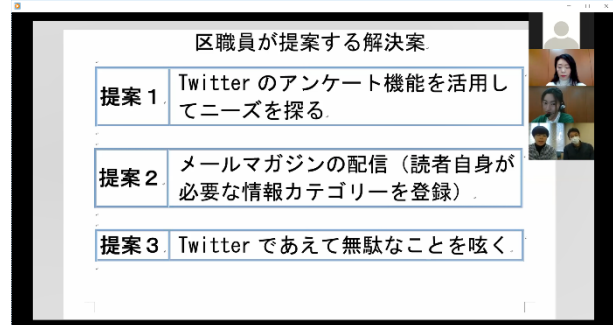 区職員が提案する解決案
提案1
Twitterのアンケート機能を活用し
てニーズを探る
提案2
メールマガジンの配信（読者自身が
必要な情報カテゴリーを登録）
提案3
Twitterであえて無駄なことを呟く